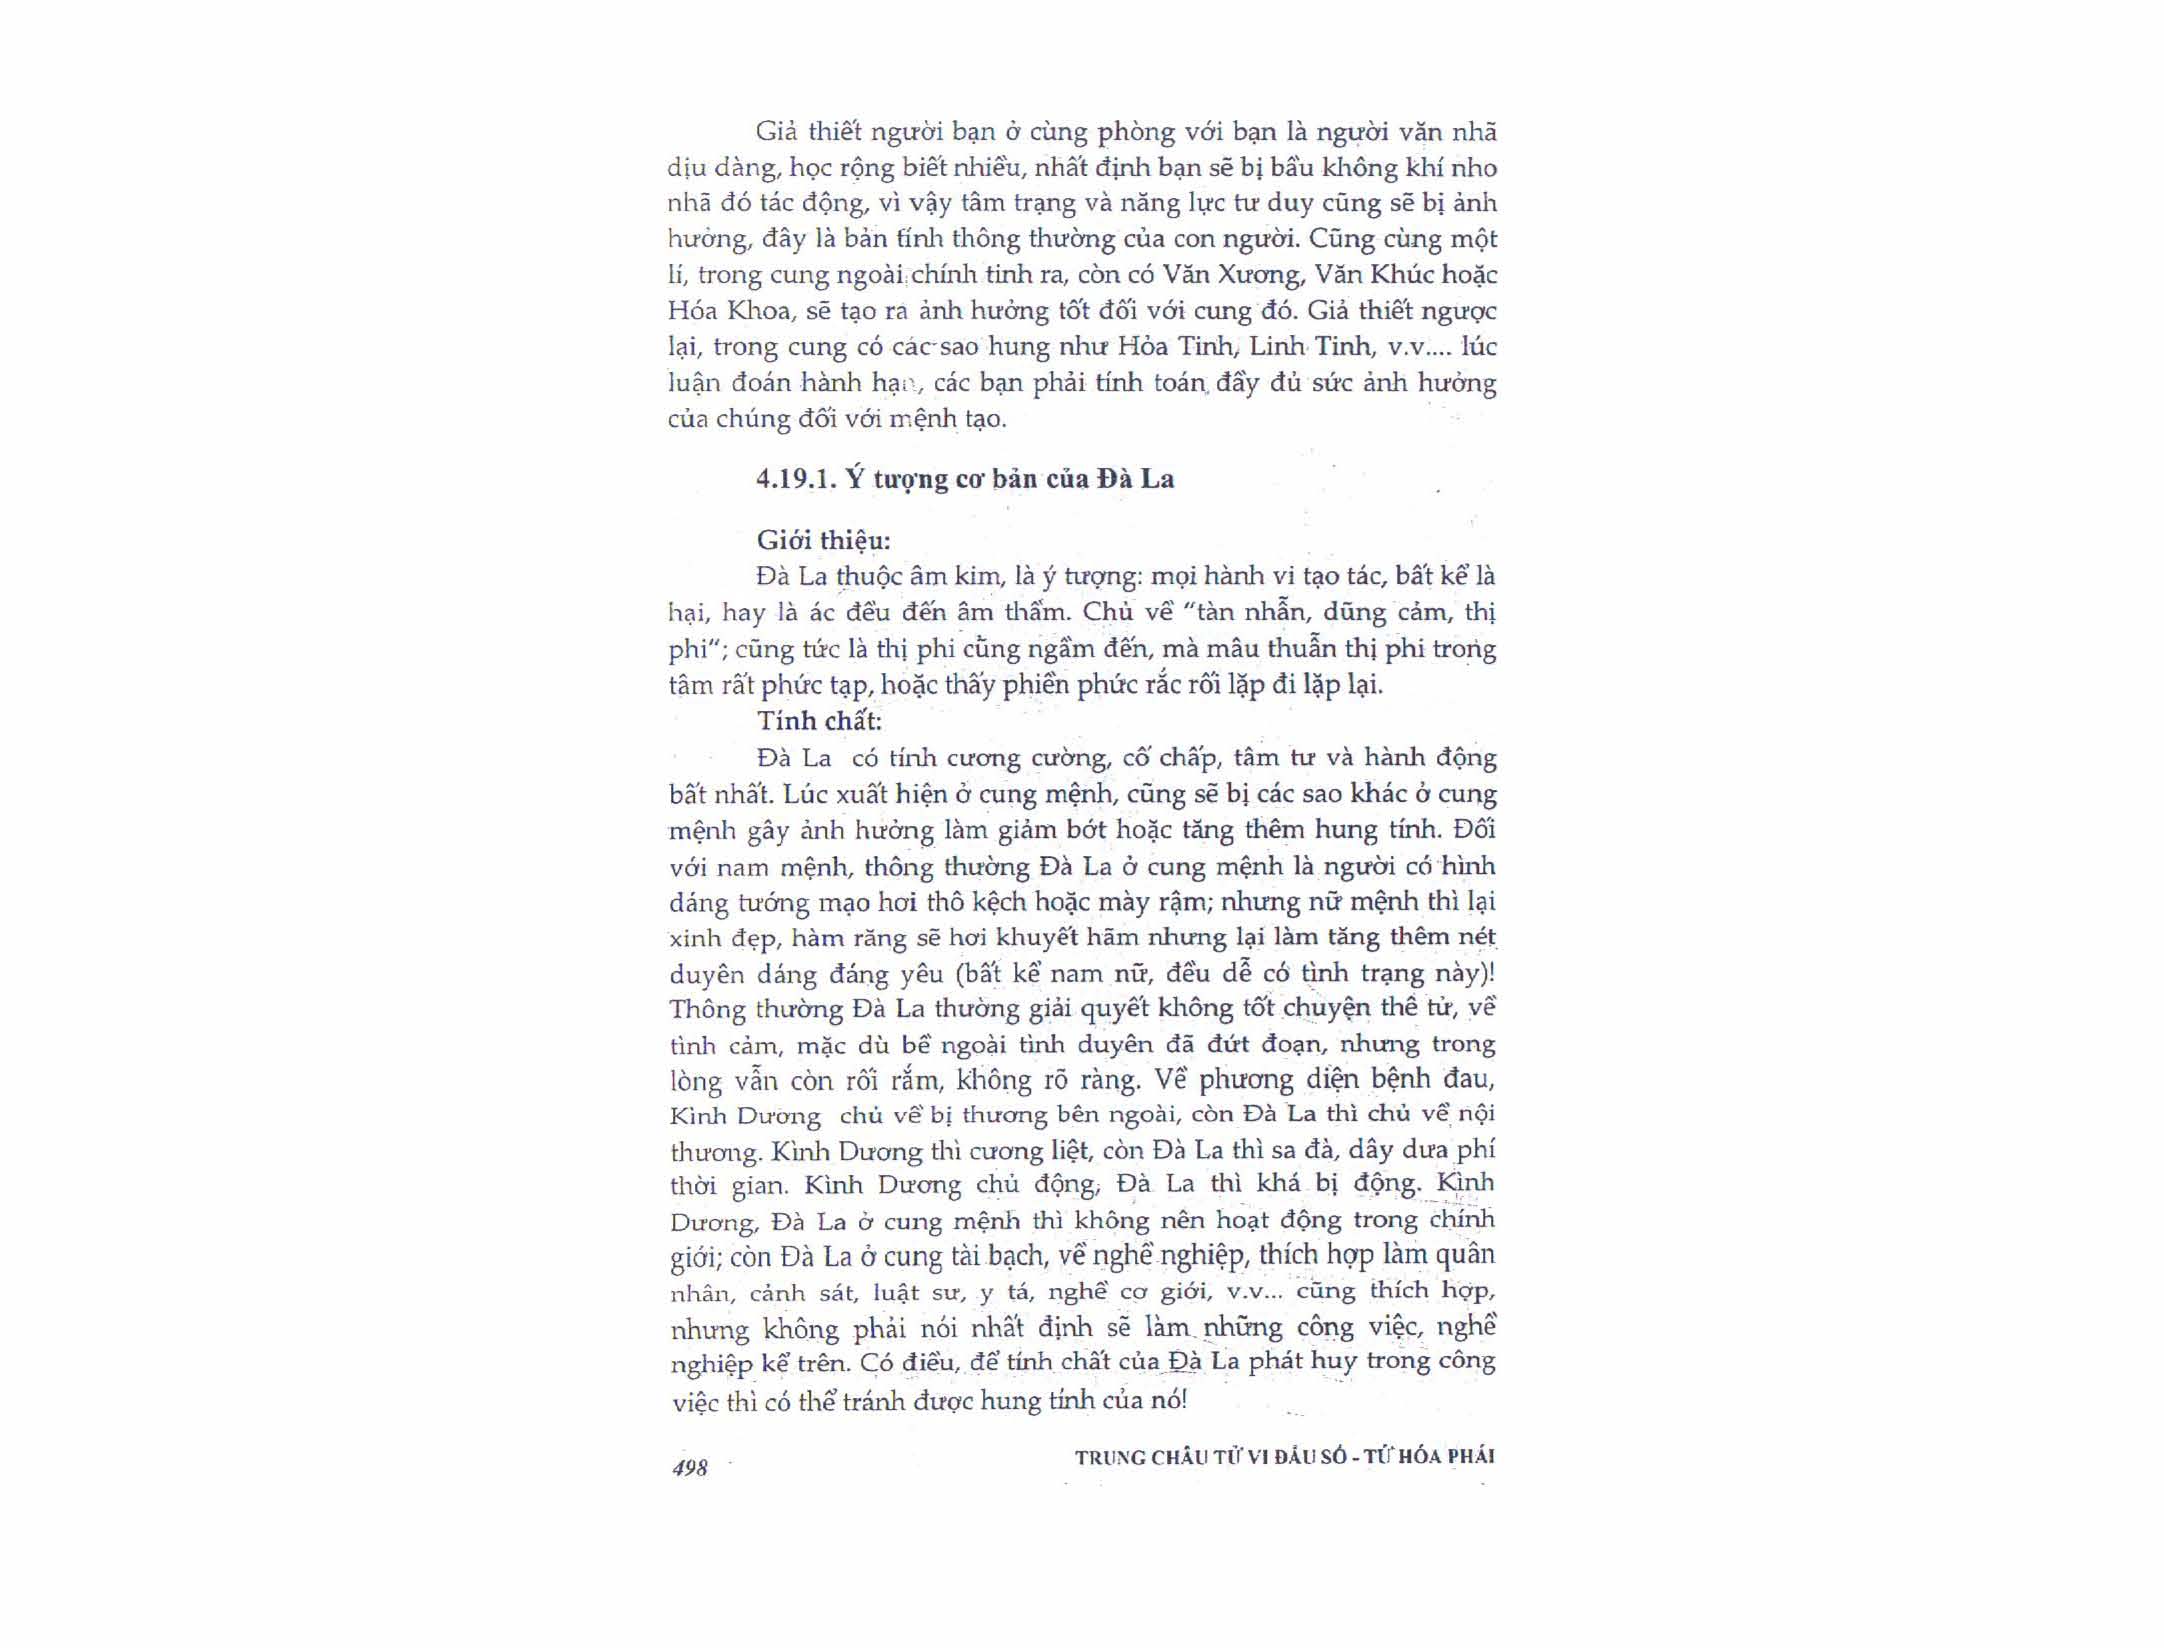 Giả thiết người bạn ở cùng phòng với bạn là người văn nhã
dịu dàng, học rộng biết nhiều, nhất định bạn sẽ bị bầu không khí nho
nhã đó tác động, vì vậy tâm trạng và năng lực tư duy cũng sẽ bị ảnh
hưởng, đây là bản tính thông thường của con người. Cũng cùng một
lí, trong cung ngoài chính tinh ra, còn có Văn Xương, Văn Khúc hoặc
Hóa Khoa, sẽ tạo ra ảnh hưởng tốt đối với cung đó. Giả thiết ngược
lại, trong cung có các sao hung như Hỏa Tinh, Linh Tinh, v.v.... lúc
luận đoán hành hạn, các bạn phải tính toán đầy đủ sức ảnh hưởng
của chúng đối với mệnh tạo.
4.19.1. Ý tượng cơ bản của Đà La
Giới thiệu:
Đà La thuộc âm kim, là ý tượng: mọi hành vi tạo tác, bất kể là
hại, hay là ác đều đến âm thầm. Chủ về "tàn nhẫn, dũng cảm, thị
phi"; cũng tức là thị phi cũng ngầm đến, mà mâu thuẫn thị phi trong
tâm rất phức tạp, hoặc thấy phiền phức rắc rối lặp đi lặp lại.
Tính chất:
Đà La có tính cương cường, cố chấp, tâm tư và hành động
bất nhất. Lúc xuất hiện ở cung mệnh, cũng sẽ bị các sao khác ở cung
mệnh gây ảnh hưởng làm giảm bớt hoặc tăng thêm hung tính. Đối
với nam mệnh, thông thường Đà La ở cung mệnh là người có hình
dáng tướng mạo hơi thô kệch hoặc mày rậm; nhưng nữ mệnh thì lại
xinh đẹp, hàm răng sẽ hơi khuyết hãm nhưng lại làm tăng thêm nét
duyên dáng đáng yêu (bất kể nam nữ, đều dễ có tình trạng này)!
Thông thường Đà La thường giải quyết không tốt chuyện thê tử, về
tình cảm, mặc dù bề ngoài tình duyên đã đứt đoạn, nhưng trong
lòng vẫn còn rối rắm, không rõ ràng. Về phương diện bệnh đau,
Kình Dương chủ về bị thương bên ngoài, còn Đà La thì chủ về nội
thương. Kình Dương thì cương liệt, còn Đà La thì sa đà, dây dưa phí
thời gian. Kình Dương chủ động, Đà La thì khá bị động. Kình
Dương, Đà La ở cung mệnh thì không nên hoạt động trong chính
giới; còn Đà La ở cung tài bạch, về nghề nghiệp, thích hợp làm quân
nhân, cảnh sát, luật sư, y tá, nghề cơ giới, v.v... cũng thích hợp,
nhưng không phải nói nhất định sẽ làm những công việc, nghề
nghiệp kể trên. Có điều, để tính chất của Đà La phát huy trong công
việc thì có thể tránh được hung tính của nó!
498
TRUNG CHÂU TỬ VI ĐẨU SỐ - TỨ HÓA PHÁI